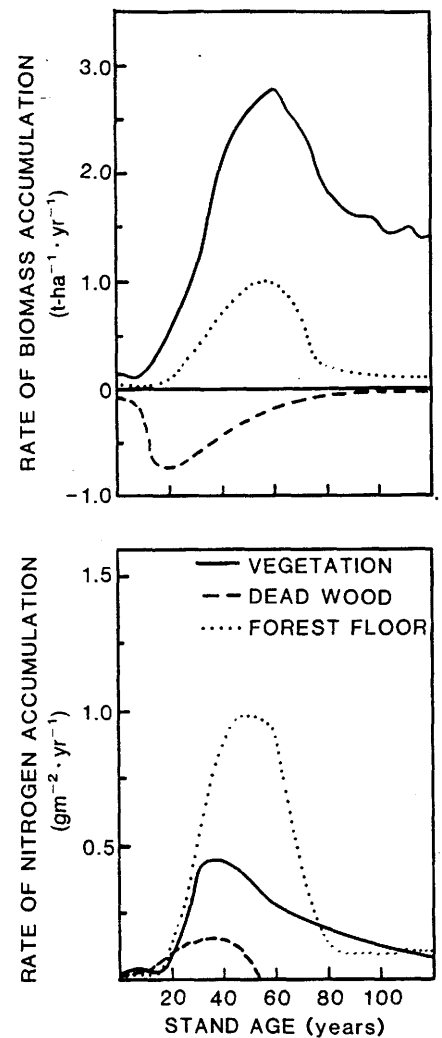 RATE OF BIOMASS ACCUMULATION
(t-ha⁻¹·yr⁻¹)
3.0
2.0
1.0
0
-1.0
RATE OF NITROGEN ACCUMULATION
(gm⁻²·yr⁻¹)
1.5
1.0
0.5
VEGETATION
DEAD WOOD
FOREST FLOOR
20 40 60 80 100
STAND AGE (years)